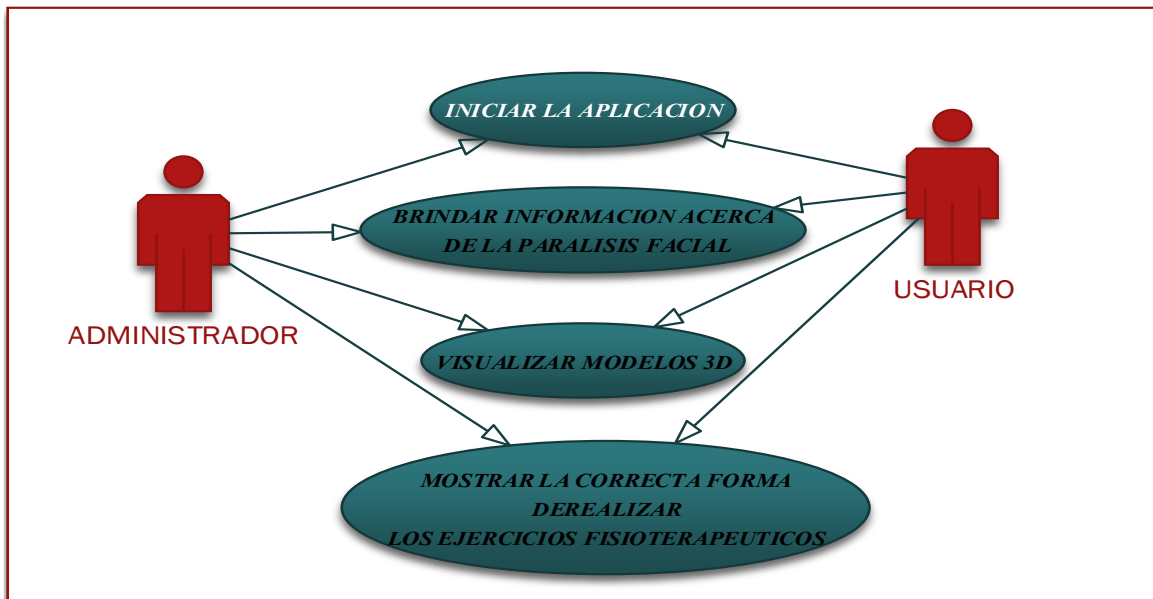 INICIAR LA APLICACION
BRINDAR INFORMACION ACERCA
DE LA PARALISIS FACIAL
USUARIO
ADMINISTRADOR
VISUALIZAR MODELOS 3D
MOSTRAR LA CORRECTA FORMA
DEREALIZAR
LOS EJERCICIOS FISIOTERAPEUTICOS